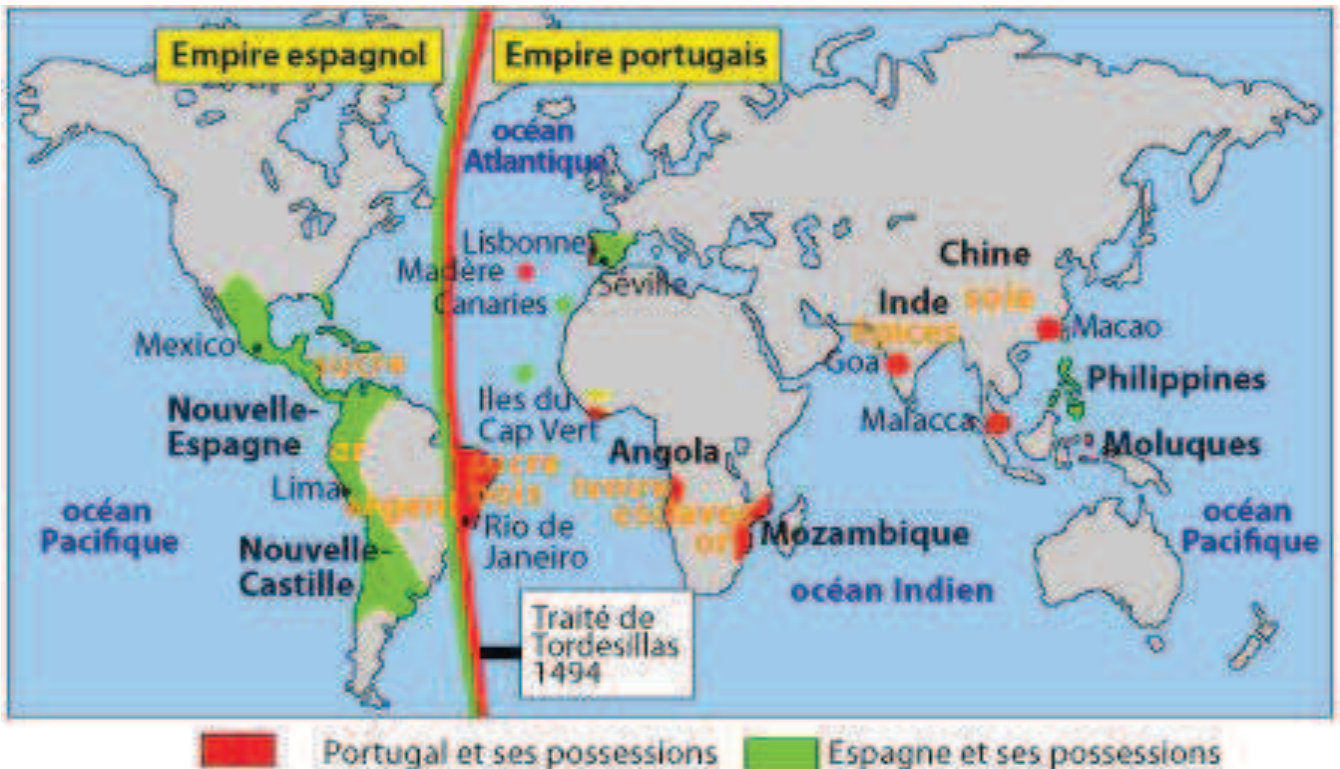 Empire espagnol
Empire portugais
océan
Atlantique
Lisbonne
Madère
Séville
Canaries
Chine
soie
Inde
épices
Macao
Mexico
sucre
Goa
Philippines
Iles du
Cap Vert
Malacca
Nouvelle-
Espagne
Angola
Moluques
or
sucre
bois
ivoire
Lima
argent
esclaves
océan
Pacifique
Rio de
Janeiro
or
Mozambique
océan
Pacifique
Nouvelle-
Castille
océan Indien
Traité de
Tordesillas
1494
Portugal et ses possessions
Espagne et ses possessions